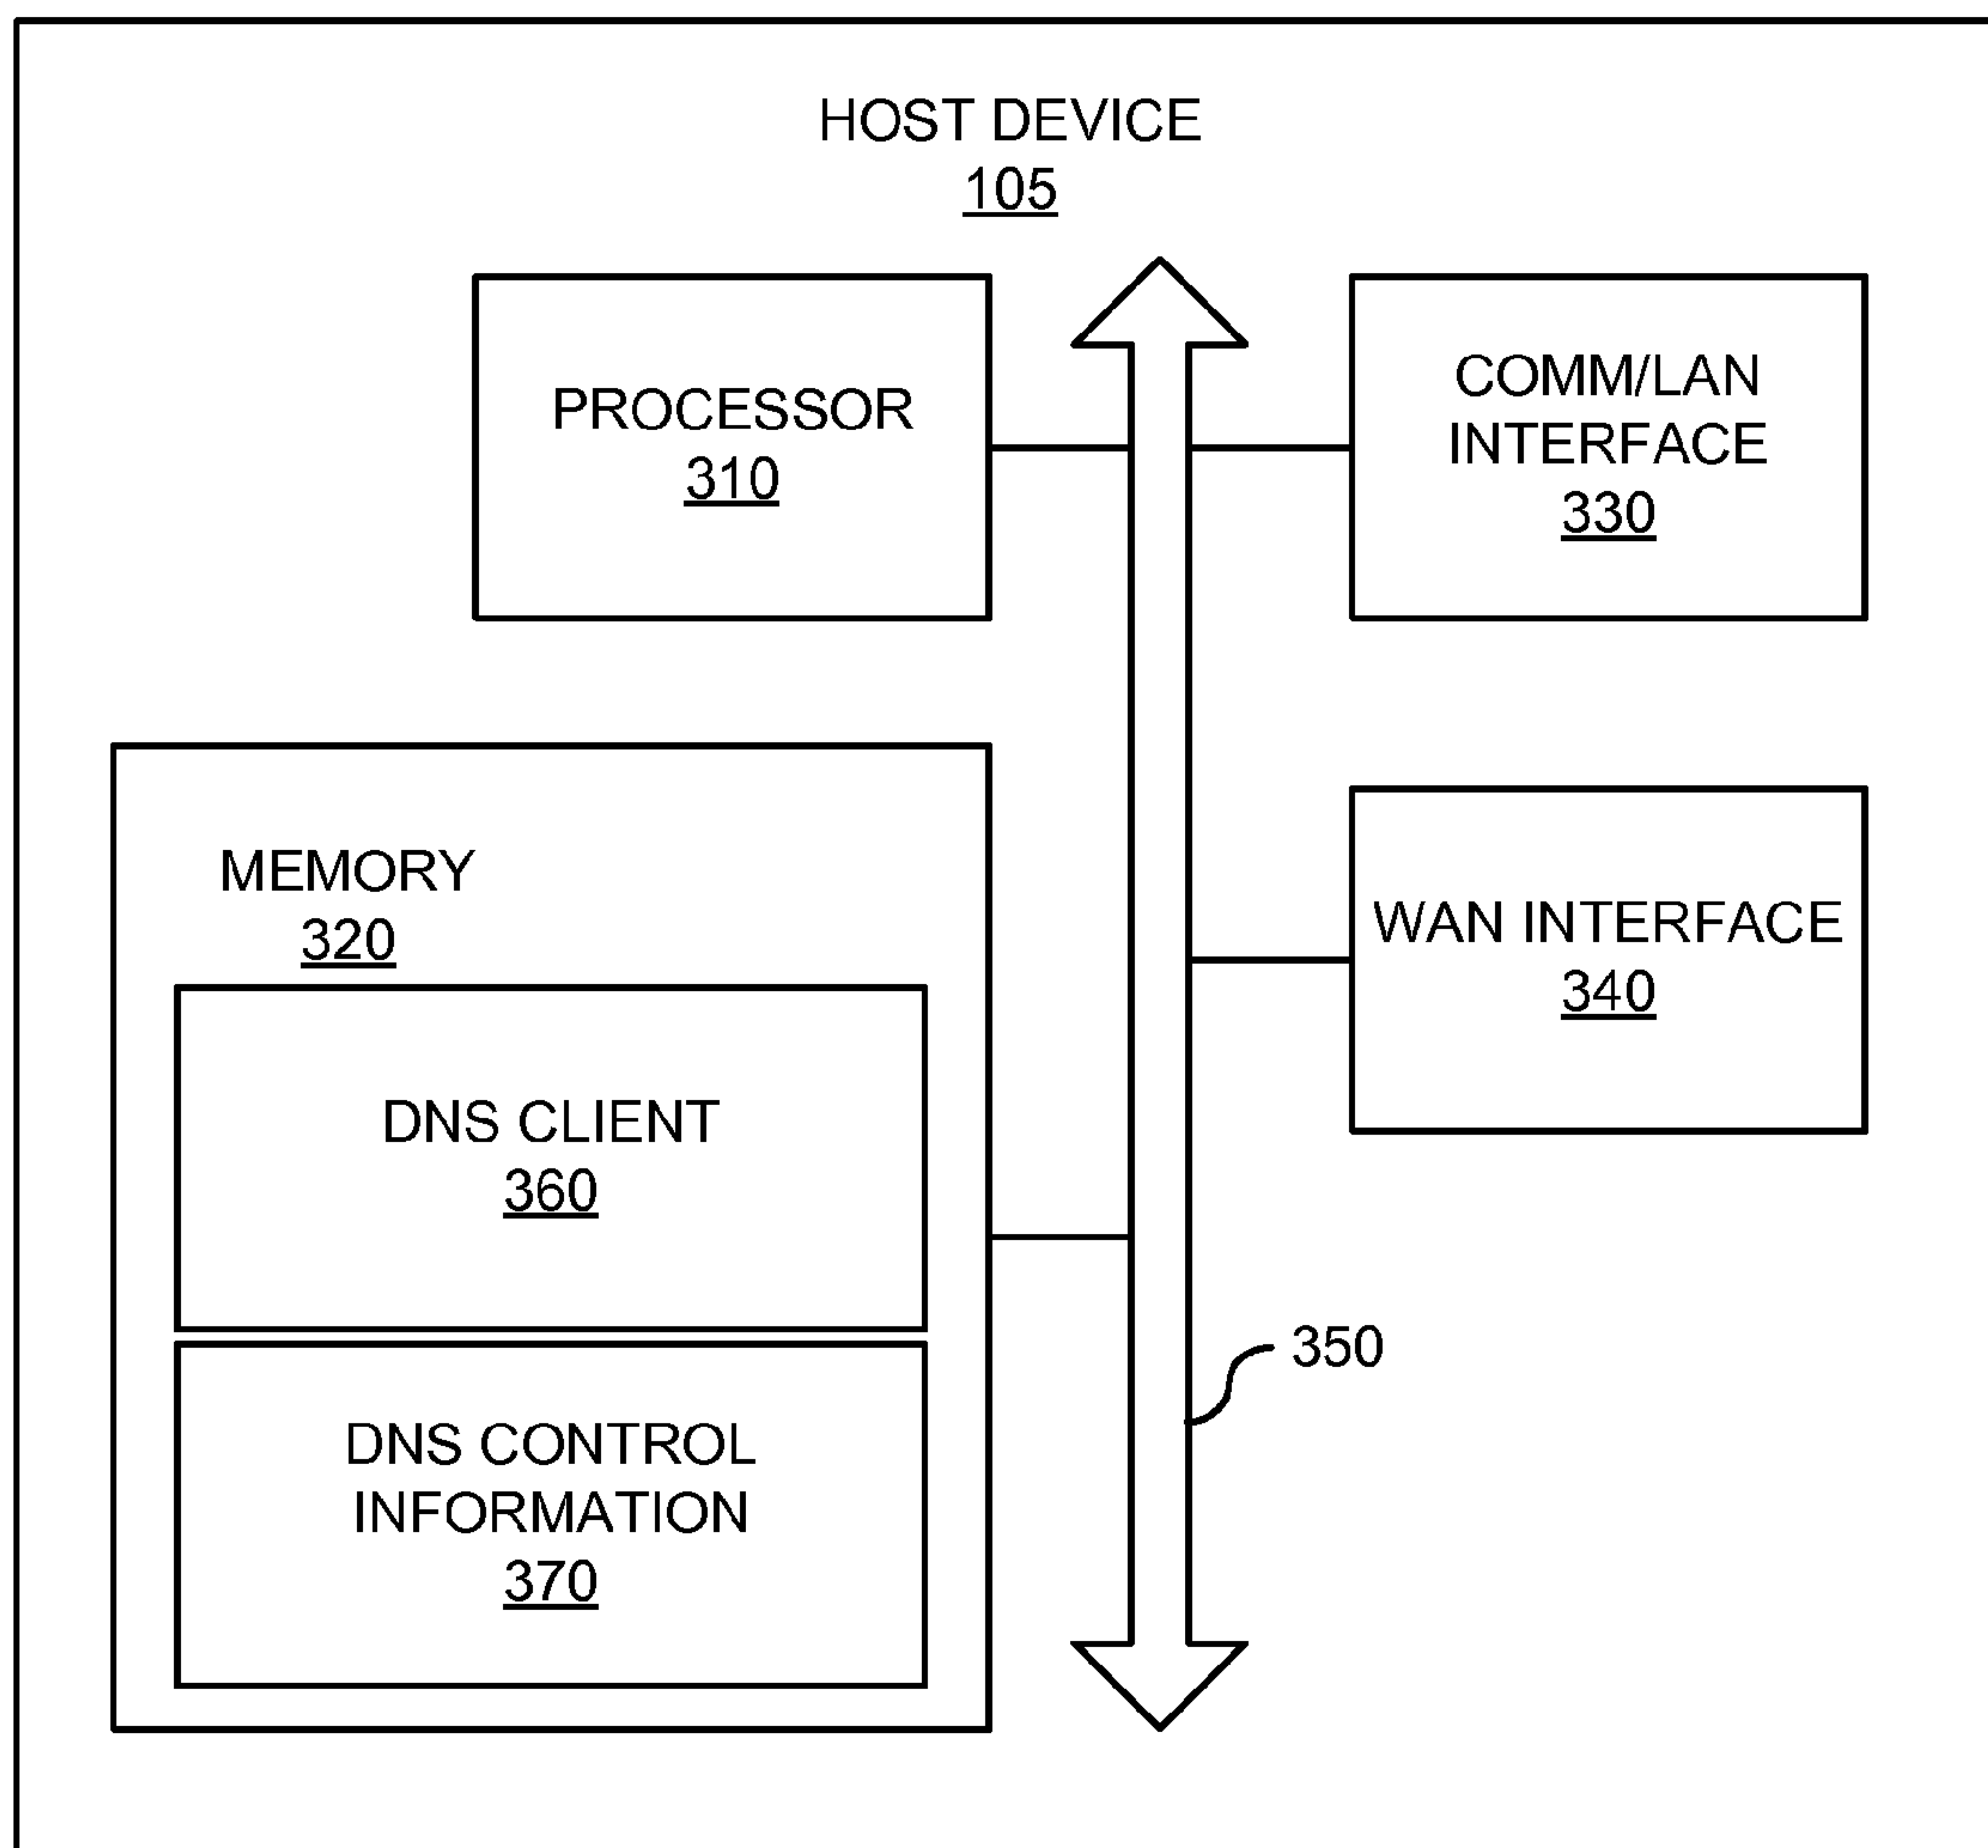 HOST DEVICE
105
PROCESSOR
310
COMM/LAN
INTERFACE
330
MEMORY
320
WAN INTERFACE
340
DNS CLIENT
360
350
DNS CONTROL
INFORMATION
370